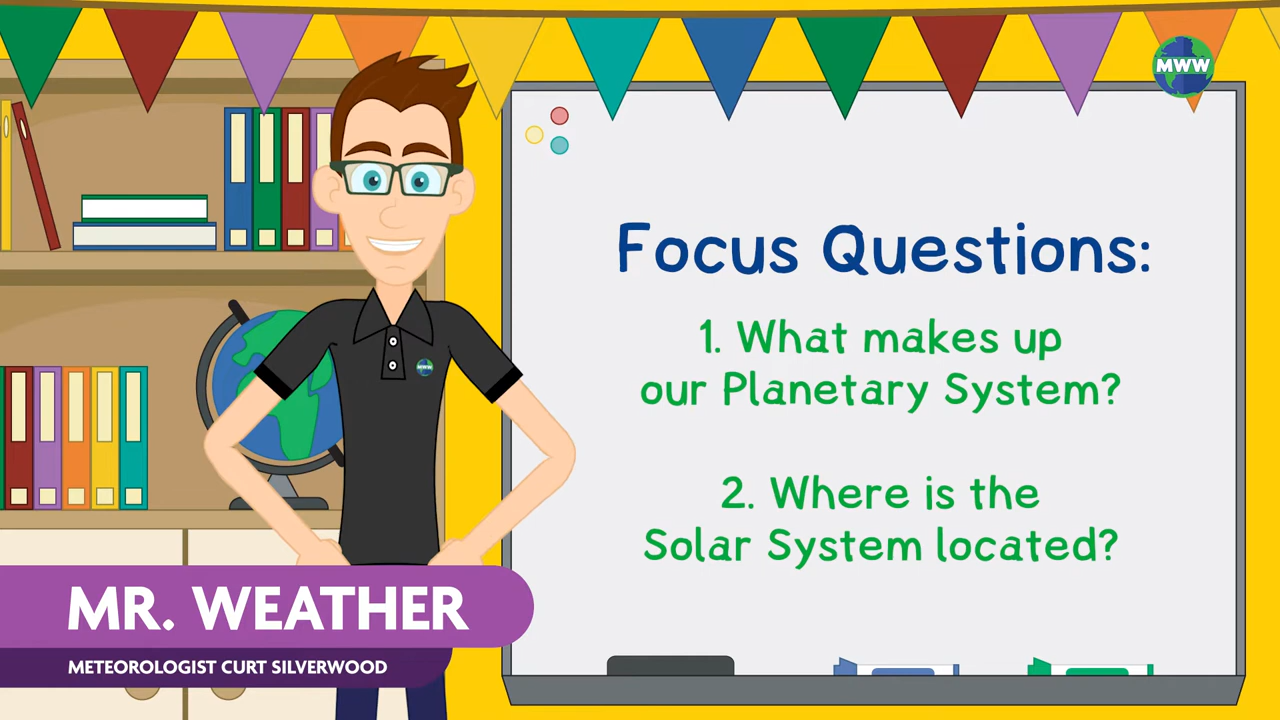 MWW
Focus Questions:
1. What makes up
our Planetary System?
2. Where is the
Solar System located?
MR. WEATHER
METEOROLOGIST CURT SILVERWOOD